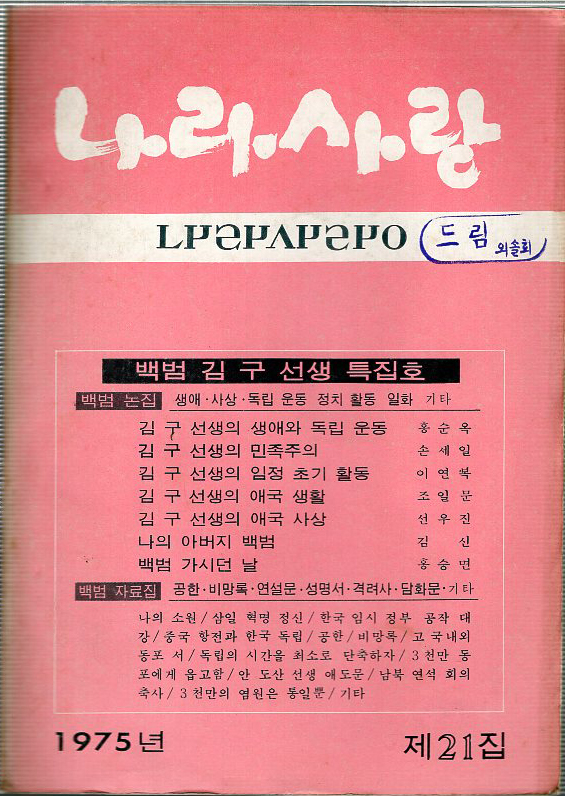 나라사랑
ㄴㅏㄹㅏㅅㅏㄹㅏㅇ
드림
외솔회
백범 김 구 선생 특집호
백범 논집 생애·사상·독립 운동 정치 활동 일화 기타
김 구 선생의 생애와 독립 운동 홍순옥
김 구 선생의 민족주의 손세일
김 구 선생의 임정 초기 활동 이연복
김 구 선생의 애국 생활 조일문
김 구 선생의 애국 사상 선우진
나의 아버지 백범 김 신
백범 가시던 날 홍승면
백범 자료집 공한·비망록·연설문·성명서·격려사·담화문·기타
나의 소원/삼일 혁명 정신/한국 임시 정부 공작 대
강/중국 항전과 한국 독립/공한/비망록/고 국내외
동포 서/독립의 시간을 최소로 단축하자/3천만 동
포에게 읍고함/안 도산 선생 애도문/남북 연석 회의
축사/3천만의 염원은 통일뿐/기타
1975년 제21집